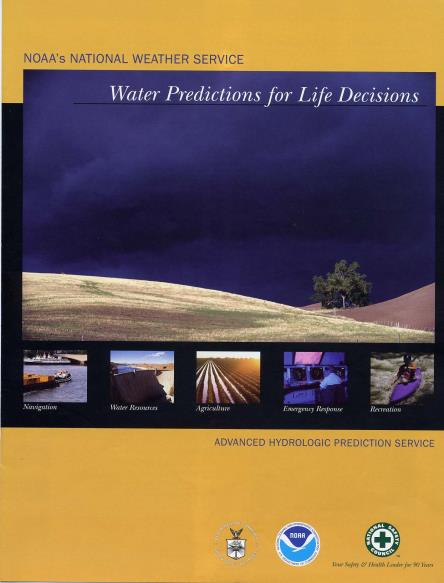 NOAA's NATIONAL WEATHER SERVICE
Water Predictions for Life Decisions
Navigation
Water Resources
Agriculture
Emergency Response
Recreation
ADVANCED HYDROLOGIC PREDICTION SERVICE
NOAA
NATIONAL SAFETY COUNCIL
Your Safety & Health Leader for 90 Years